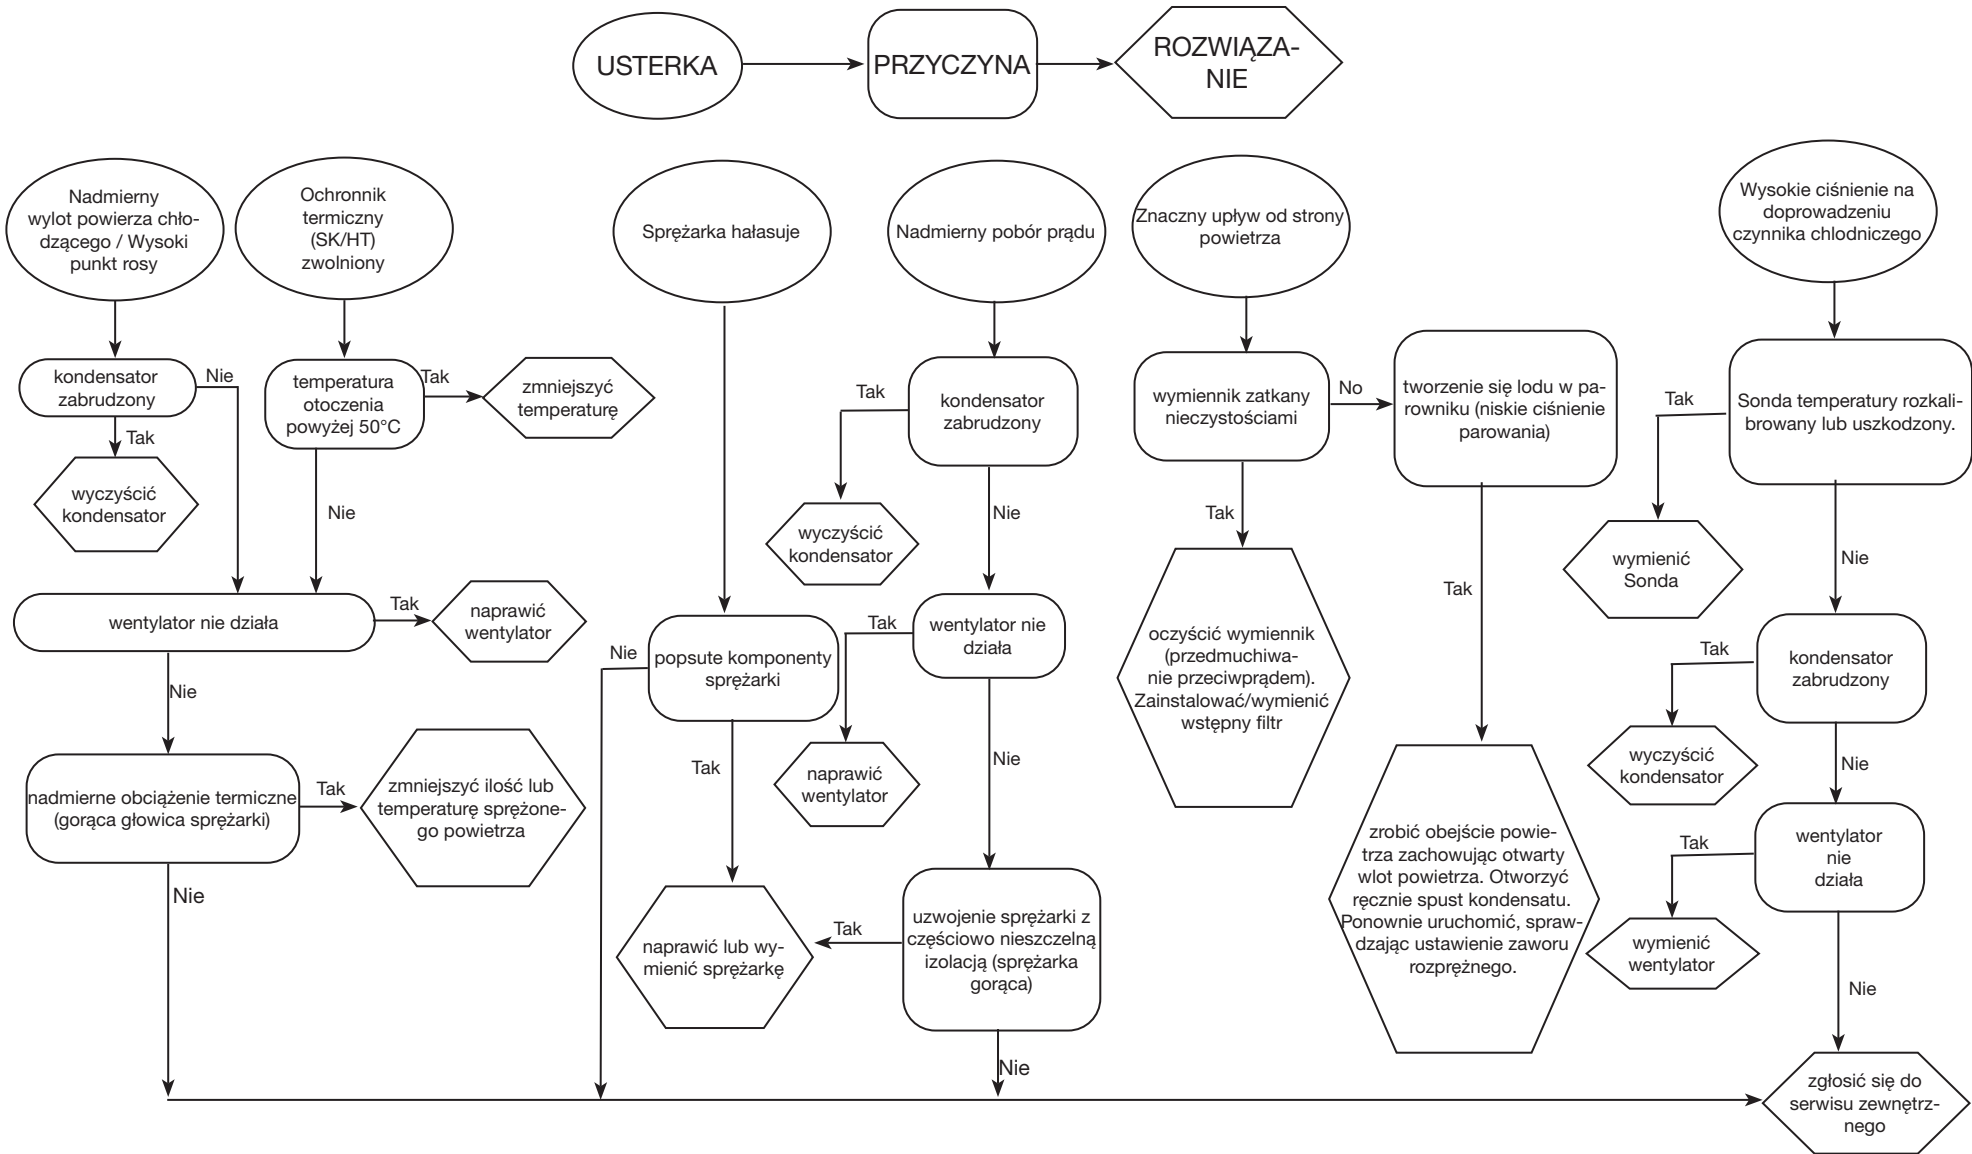 USTERKA
PRZYCZYNA
ROZWIĄZA-
NIE
Nadmierny
wylot powierza chło-
dzącego / Wysoki
punkt rosy
Ochronnik
termiczny
(SK/HT)
zwolniony
Sprężarka hałasuje
Nadmierny pobór prądu
Znaczny upływ od strony
powietrza
Wysokie ciśnienie na
doprowadzeniu
czynnika chlodniczego
kondensator
zabrudzony
Nie
Tak
wyczyścić
kondensator
temperatura
otoczenia
powyżej 50°C
Tak
zmniejszyć
temperaturę
Nie
wentylator nie działa
Tak
naprawić
wentylator
Nie
nadmierne obciążenie termiczne
(gorąca głowica sprężarki)
Tak
zmniejszyć ilość lub
temperaturę sprężone-
go powietrza
Nie
popsute komponenty
sprężarki
Nie
Tak
naprawić lub wy-
mienić sprężarkę
kondensator
zabrudzony
Tak
wyczyścić
kondensator
Nie
wentylator nie
działa
Tak
naprawić
wentylator
Nie
uzwojenie sprężarki z
częściowo nieszczelną
izolacją (sprężarka
gorąca)
Tak
Nie
wymiennik zatkany
nieczystościami
No
Tak
oczyścić wymiennik
(przedmuchiwa-
nie przeciwprądem).
Zainstalować/wymienić
wstępny filtr
tworzenie się lodu w pa-
rowniku (niskie ciśnienie
parowania)
Tak
zrobić obejście powie-
trza zachowując otwarty
wlot powietrza. Otworzyć
ręcznie spust kondensatu.
Ponownie uruchomić, spraw-
dzając ustawienie zaworu
rozprężnego.
Sonda temperatury rozkali-
browany lub uszkodzony.
Tak
wymienić
Sonda
Nie
kondensator
zabrudzony
Tak
wyczyścić
kondensator
Nie
wentylator
nie
działa
Tak
wymienić
wentylator
Nie
zgłosić się do
serwisu zewnętrz-
nego